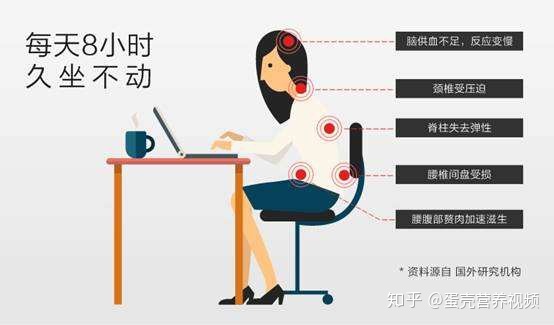 每天8小时
久坐不动
脑供血不足，反应变慢
颈椎受压迫
脊柱失去弹性
腰椎间盘受损
腰腹部赘肉加速滋生
* 资料源自 国外研究机构
知乎 @蛋壳营养视频